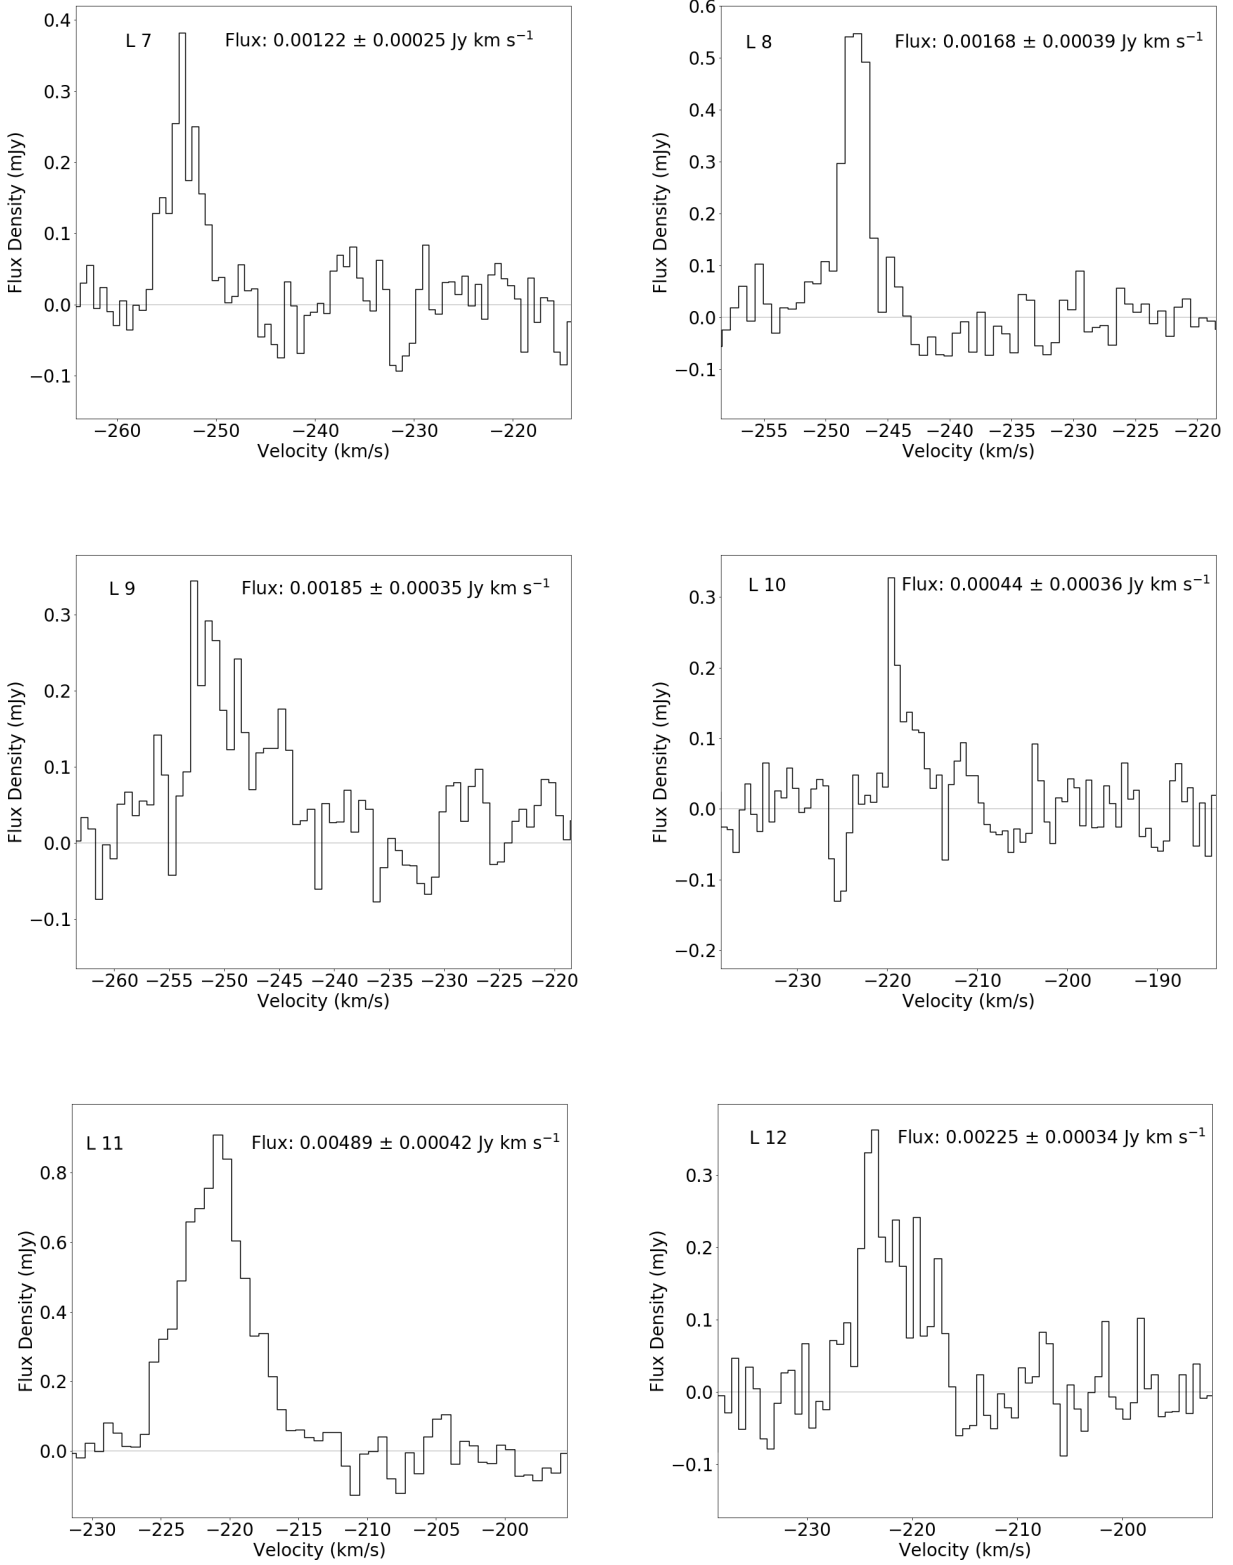 L 7 Flux: 0.00122 ± 0.00025 Jy km s⁻¹
Flux Density (mJy)
0.4
0.3
0.2
0.1
0.0
−0.1
−260 −250 −240 −230 −220
Velocity (km/s)
L 8 Flux: 0.00168 ± 0.00039 Jy km s⁻¹
Flux Density (mJy)
0.6
0.5
0.4
0.3
0.2
0.1
0.0
−0.1
−255 −250 −245 −240 −235 −230 −225 −220
Velocity (km/s)
L 9 Flux: 0.00185 ± 0.00035 Jy km s⁻¹
Flux Density (mJy)
0.3
0.2
0.1
0.0
−0.1
−260 −255 −250 −245 −240 −235 −230 −225 −220
Velocity (km/s)
L 10 Flux: 0.00044 ± 0.00036 Jy km s⁻¹
Flux Density (mJy)
0.3
0.2
0.1
0.0
−0.1
−0.2
−230 −220 −210 −200 −190
Velocity (km/s)
L 11 Flux: 0.00489 ± 0.00042 Jy km s⁻¹
Flux Density (mJy)
0.8
0.6
0.4
0.2
0.0
−230 −225 −220 −215 −210 −205 −200
Velocity (km/s)
L 12 Flux: 0.00225 ± 0.00034 Jy km s⁻¹
Flux Density (mJy)
0.3
0.2
0.1
0.0
−0.1
−230 −220 −210 −200
Velocity (km/s)